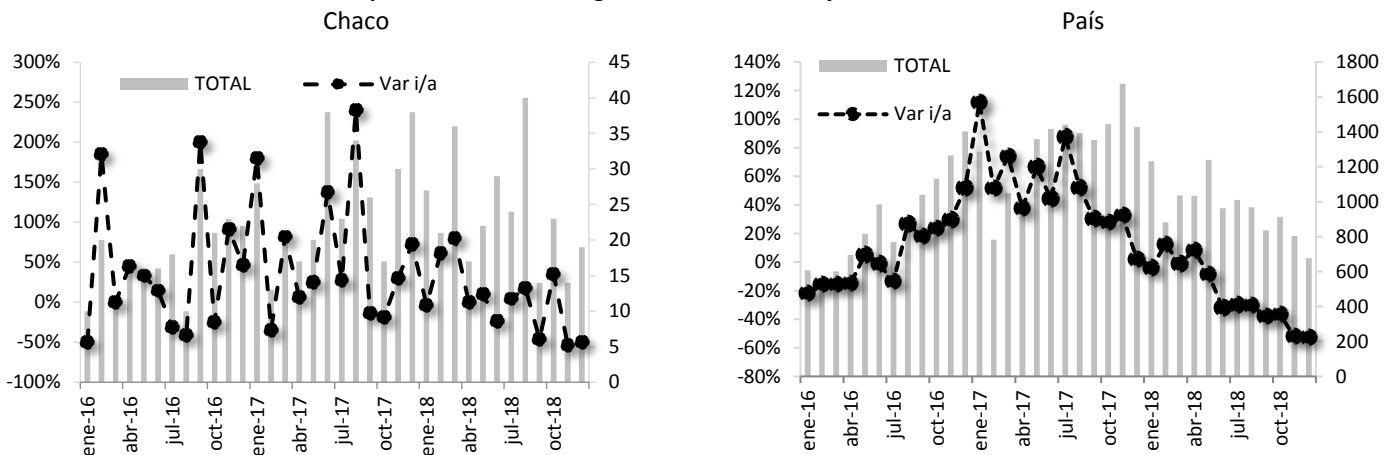 Chaco
300%
250%
200%
150%
100%
50%
0%
-50%
-100%
TOTAL
Var i/a
45
40
35
30
25
20
15
10
5
0
ene-16
abr-16
jul-16
oct-16
ene-17
abr-17
jul-17
oct-17
ene-18
abr-18
jul-18
oct-18
País
140%
120%
100%
80%
60%
40%
20%
0%
-20%
-40%
-60%
-80%
TOTAL
Var i/a
1800
1600
1400
1200
1000
800
600
400
200
0
ene-16
abr-16
jul-16
oct-16
ene-17
abr-17
jul-17
oct-17
ene-18
abr-18
jul-18
oct-18